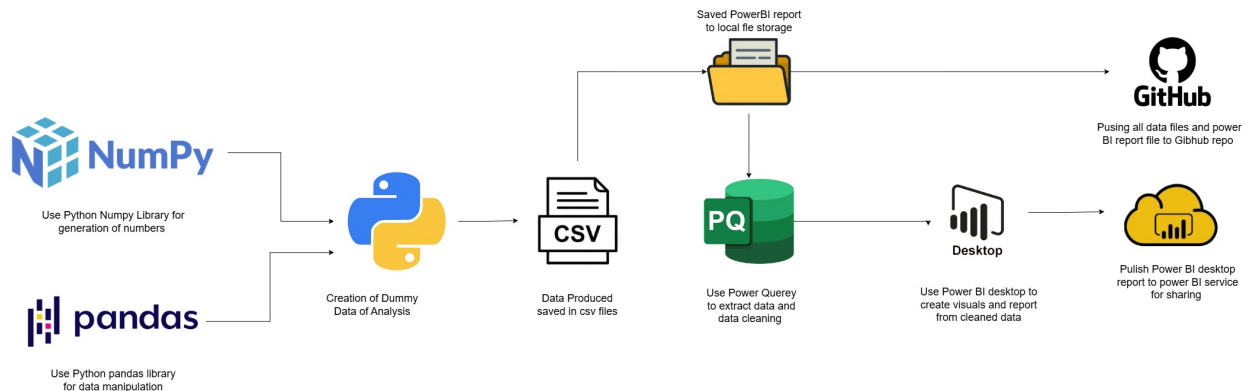 Saved PowerBI report
to local fle storage
GitHub
Pusing all data files and power
BI report file to Gibhub repo
NumPy
Use Python Numpy Library for
generation of numbers
CSV
PQ
Desktop
Creation of Dummy
Data of Analysis
Data Produced
saved in csv files
Use Power Querey
to extract data and
data cleaning
Use Power BI desktop to
create visuals and report
from cleaned data
Pulish Power BI desktop
report to power BI service
for sharing
pandas
Use Python pandas library
for data manipulation